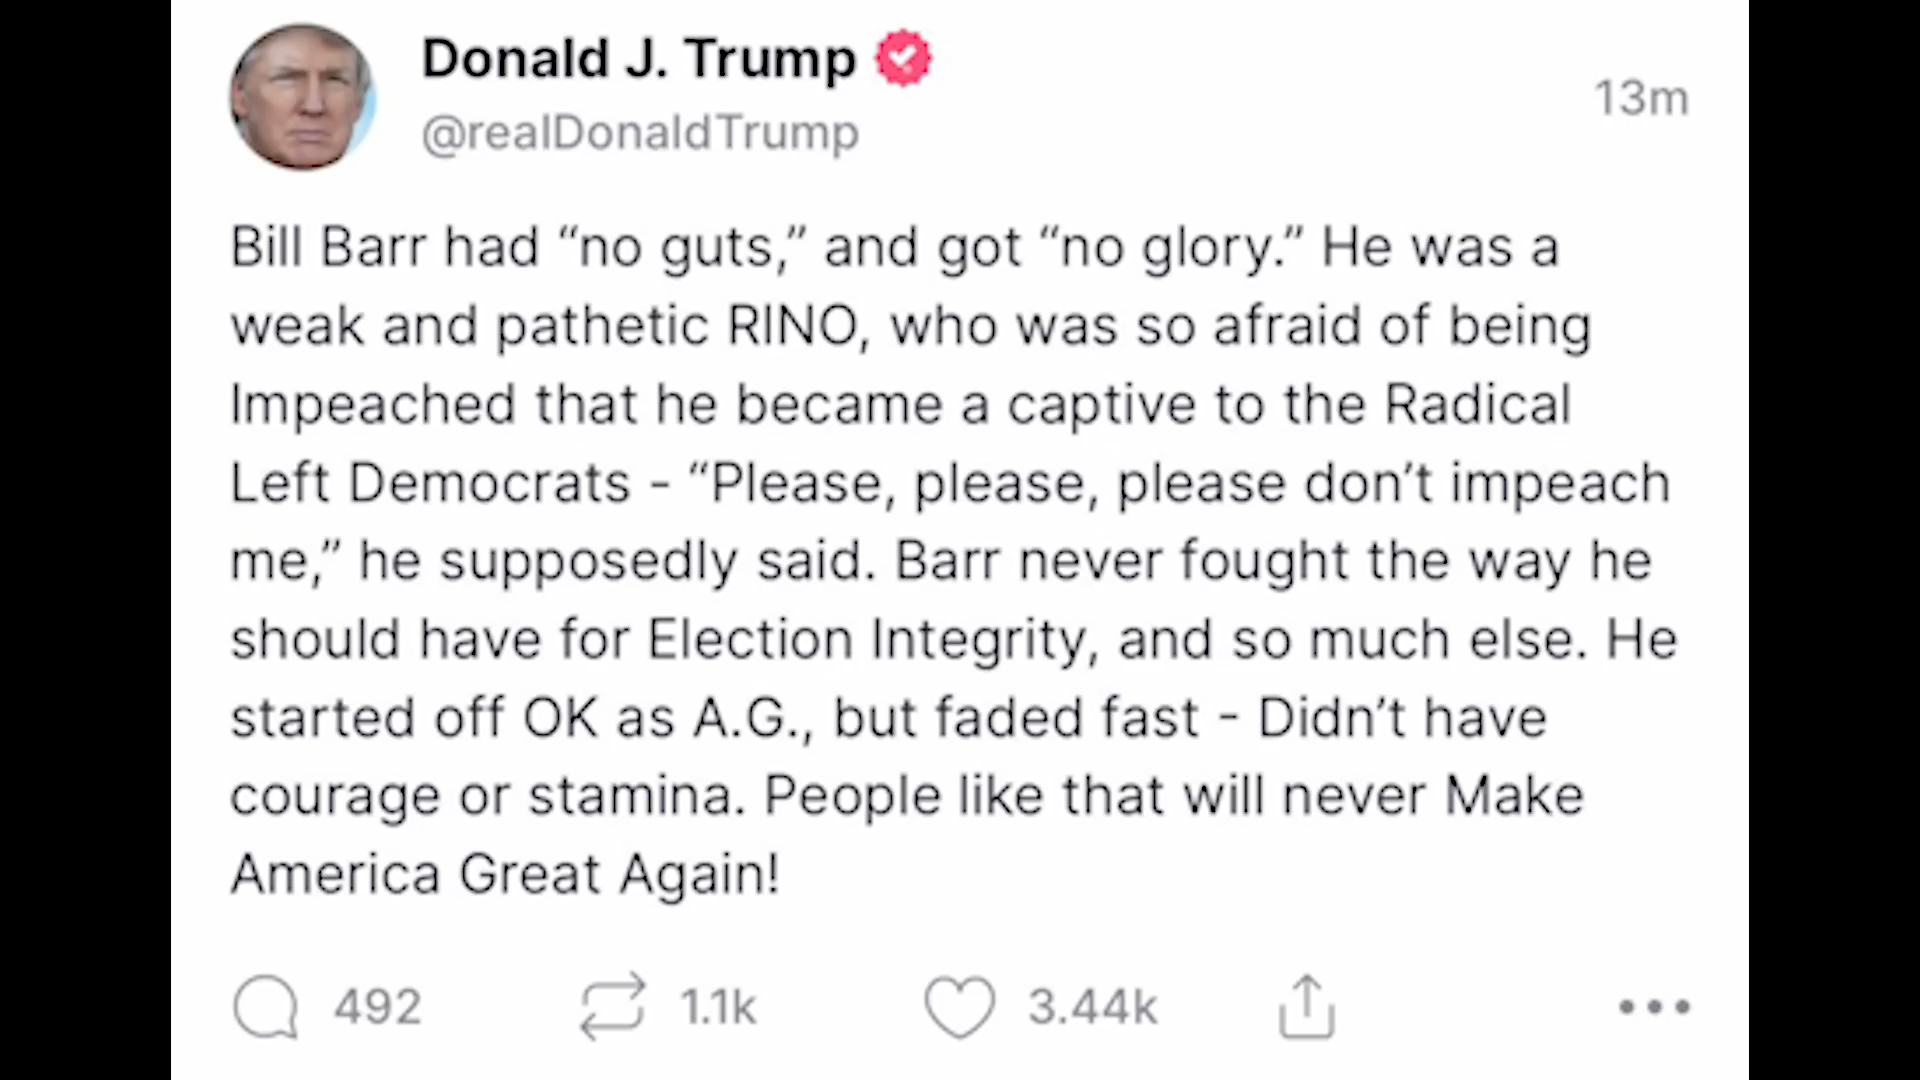 Donald J. Trump
@realDonaldTrump
13m
Bill Barr had “no guts,” and got “no glory.” He was a
weak and pathetic RINO, who was so afraid of being
Impeached that he became a captive to the Radical
Left Democrats - “Please, please, please don’t impeach
me,” he supposedly said. Barr never fought the way he
should have for Election Integrity, and so much else. He
started off OK as A.G., but faded fast - Didn’t have
courage or stamina. People like that will never Make
America Great Again!
492 1.1k 3.44k